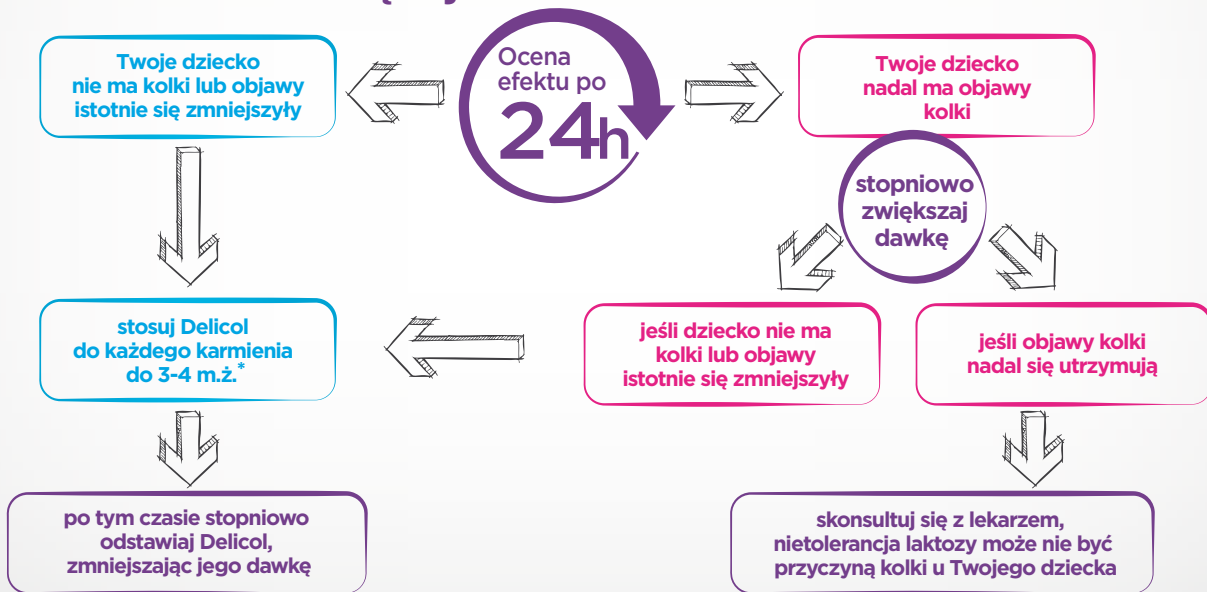 Twoje dziecko
nie ma kolki lub objawy
istotnie się zmniejszyły
Ocena
efektu po
24h
Twoje dziecko
nadal ma objawy
kolki
stopniowo
zwiększaj
dawkę
stosuj Delicol
do każdego karmienia
do 3-4 m.ż.*
jeśli dziecko nie ma
kolki lub objawy
istotnie się zmniejszyły
jeśli objawy kolki
nadal się utrzymują
po tym czasie stopniowo
odstawiaj Delicol,
zmniejszając jego dawkę
skonsultuj się z lekarzem,
nietolerancja laktozy może nie być
przyczyną kolki u Twojego dziecka